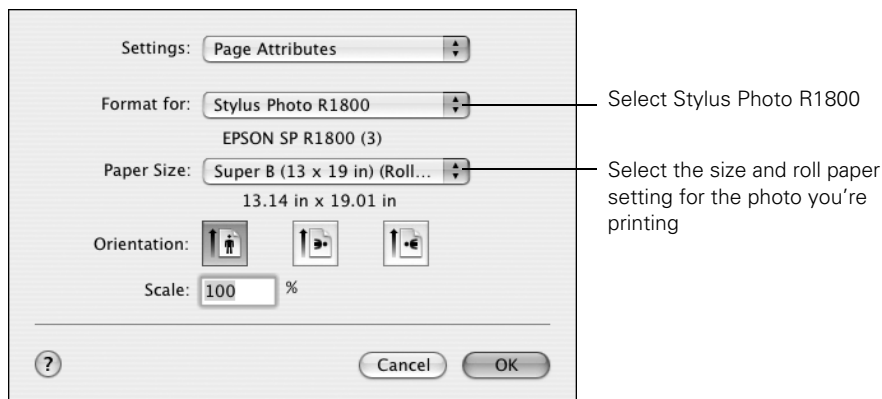 Settings: Page Attributes
Format for: Stylus Photo R1800
Select Stylus Photo R1800
EPSON SP R1800 (3)
Paper Size: Super B (13 x 19 in) (Roll...
Select the size and roll paper
setting for the photo you're
printing
13.14 in x 19.01 in
Orientation:
Scale: 100 %
?
Cancel
OK